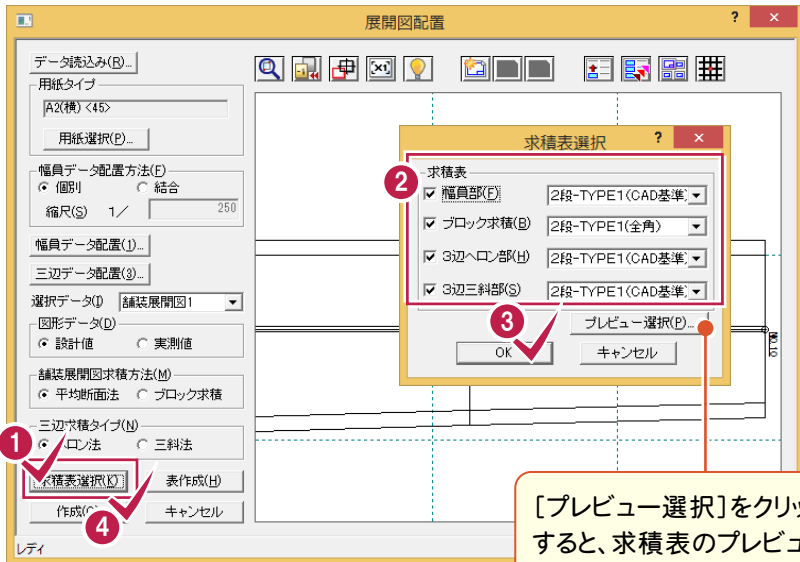 展開図配置
? ×
データ読込み(R)...
用紙タイプ
A2(横) <45>
用紙選択(P)...
幅員データ配置方法(F)
個別 結合
縮尺(S) 1/ 250
幅員データ配置(1)...
三辺データ配置(3)...
選択データ(I) 舗装展開図1
図形データ(D)
設計値 実測値
舗装展開図求積方法(M)
平均断面法 ブロック求積
三辺求積タイプ(N)
ヘロン法 三斜法
1
求積表選択(K) 表作成(H)
作成 キャンセル
4
レディ
求積表選択
? ×
2
求積表
幅員部(F) 2段-TYPE1(CAD基準)
ブロック求積(B) 2段-TYPE1(全角)
3辺ヘロン部(H) 2段-TYPE1(CAD基準)
3辺三斜部(S) 2段-TYPE1(CAD基準)
3
プレビュー選択(P)...
OK キャンセル
NO.10
[プレビュー選択]をクリッ
すると、求積表のプレビュ